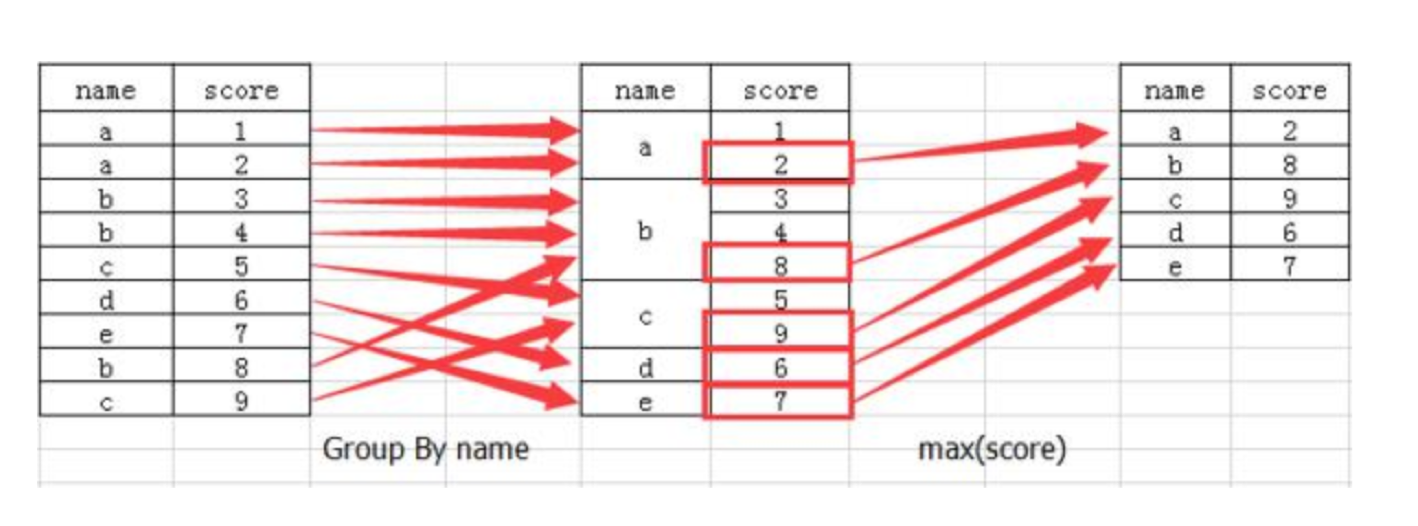 name score name score name score
a 1 a 1 a 2
a 2 2 b 8
b 3 b 3 c 9
b 4 4 d 6
c 5 8 e 7
d 6 c 5
e 7 9
b 8 d 6
c 9 e 7
Group By name max(score)